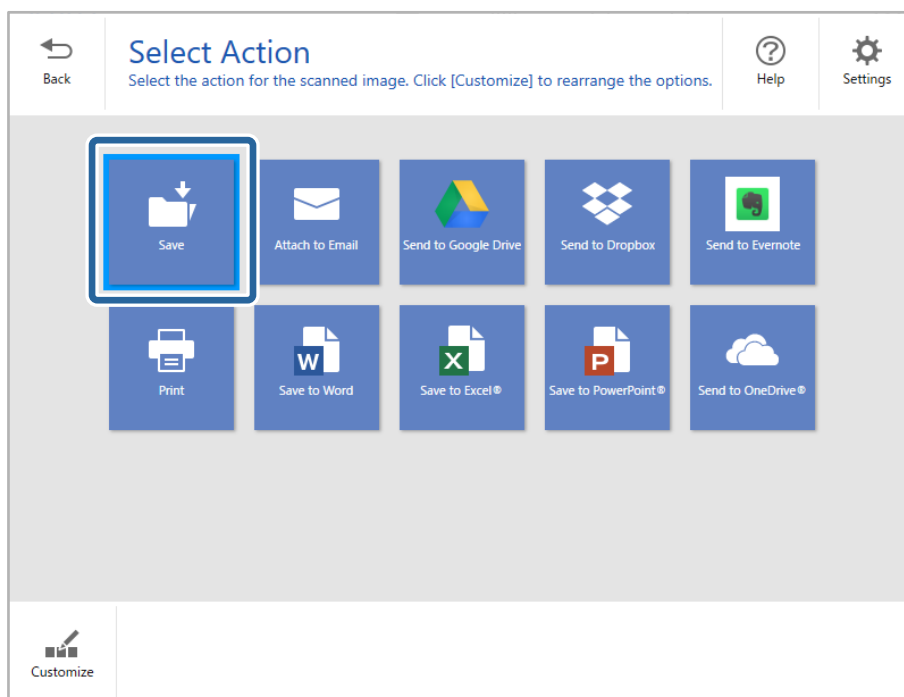 Back
Select Action
Select the action for the scanned image. Click [Customize] to rearrange the options.
Help
Settings
Save
Attach to Email
Send to Google Drive
Send to Dropbox
Send to Evernote
Print
W
Save to Word
X
Save to Excel®
P
Save to PowerPoint®
Send to OneDrive®
Customize